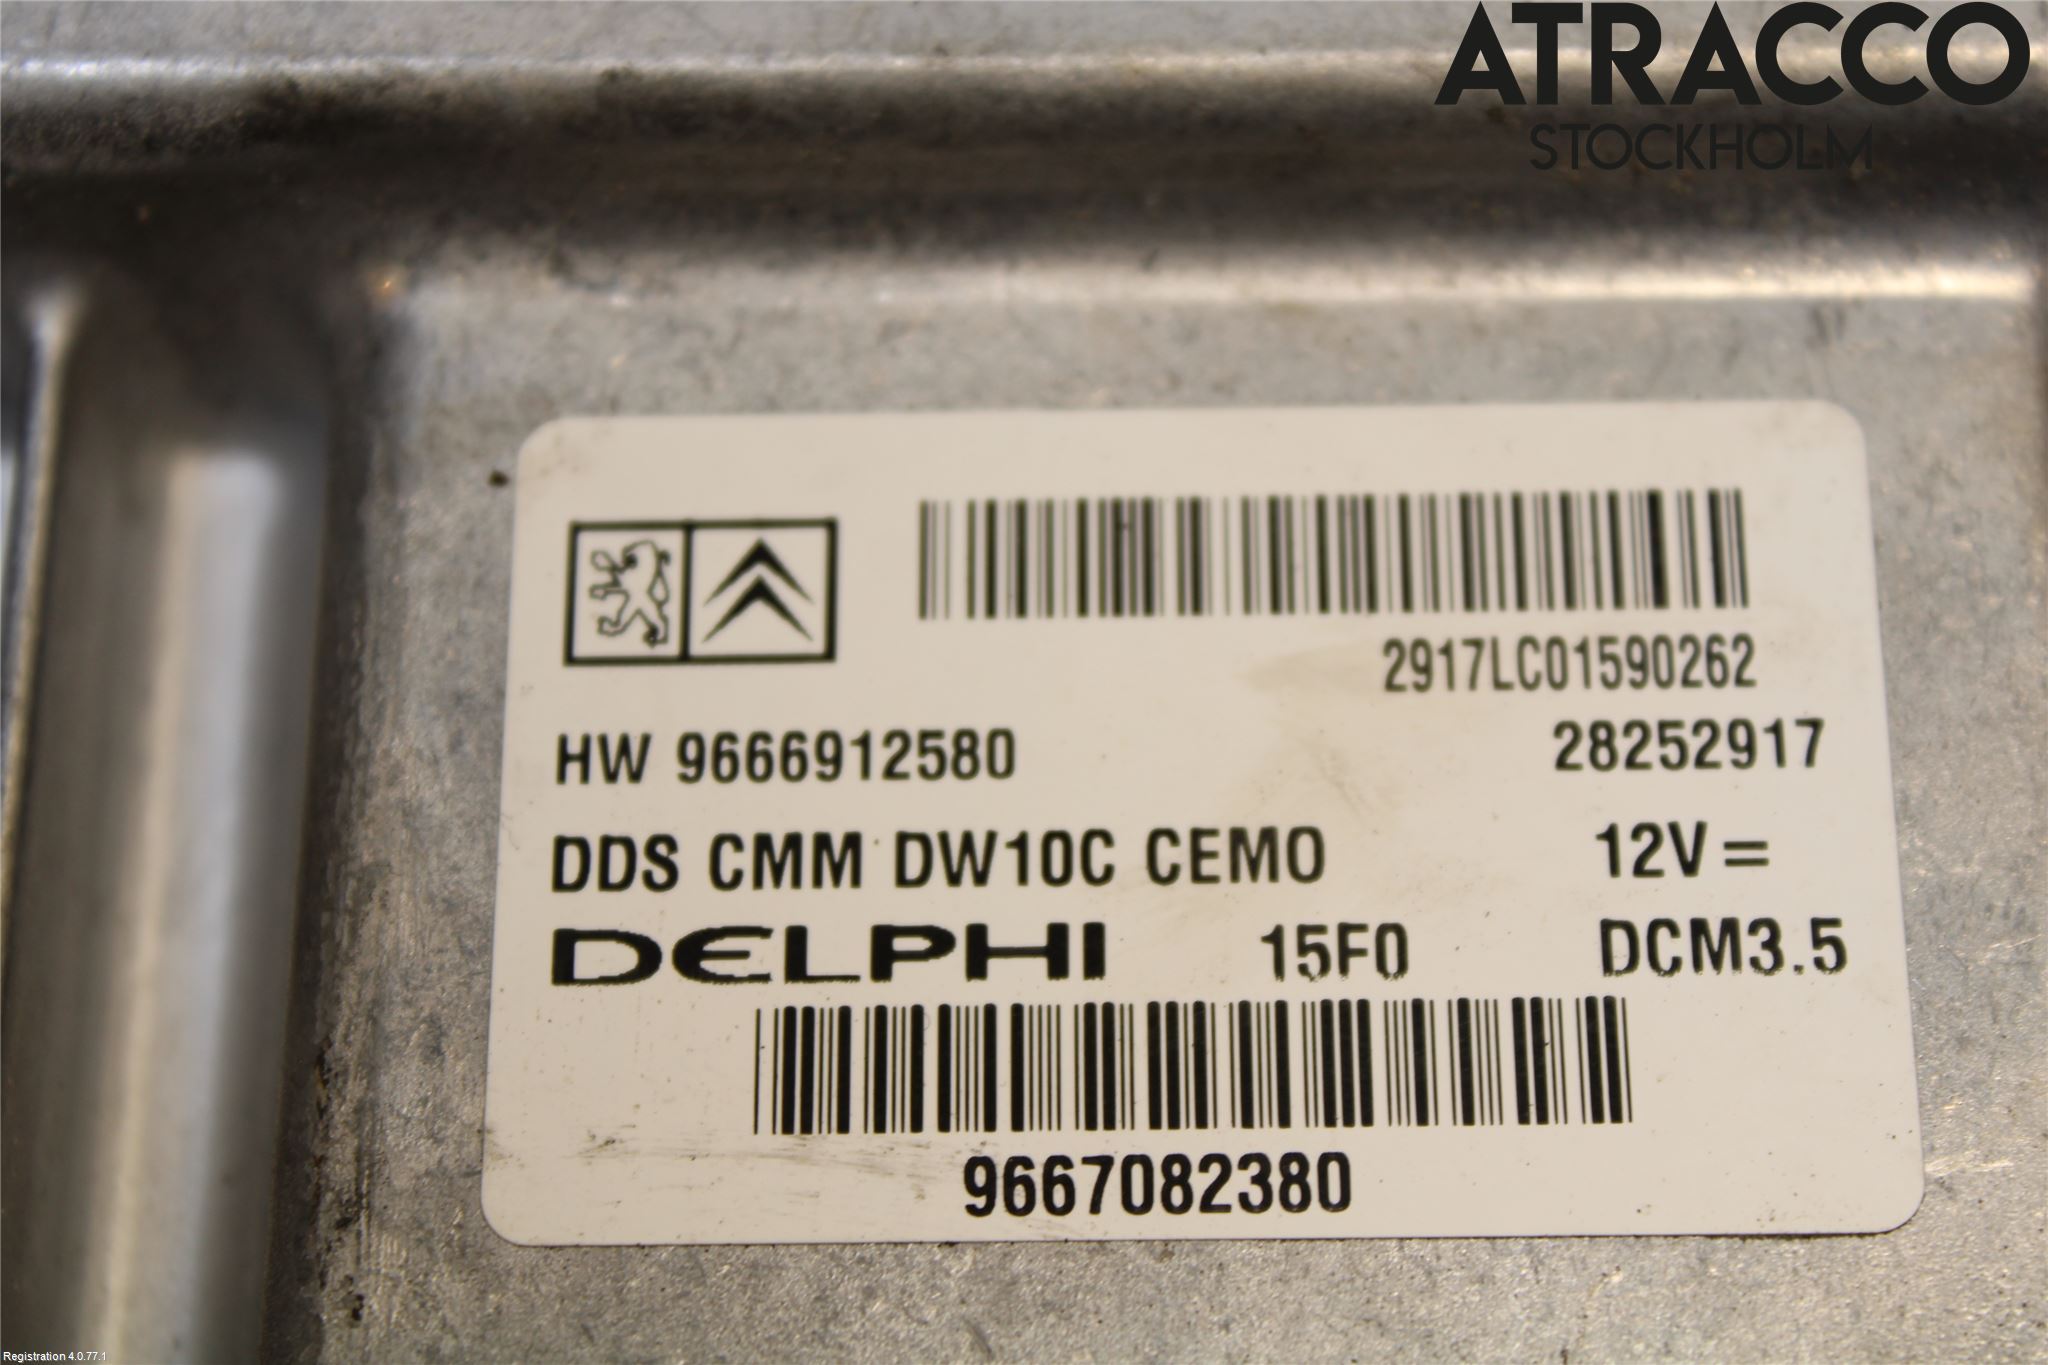 ATRACCO
STOCKHOLM
2917LC01590262
HW 9666912580 28252917
DDS CMM DW10C CEMO 12V=
DELPHI 15F0 DCM3.5
9667082380
Registration 4.0.77.1